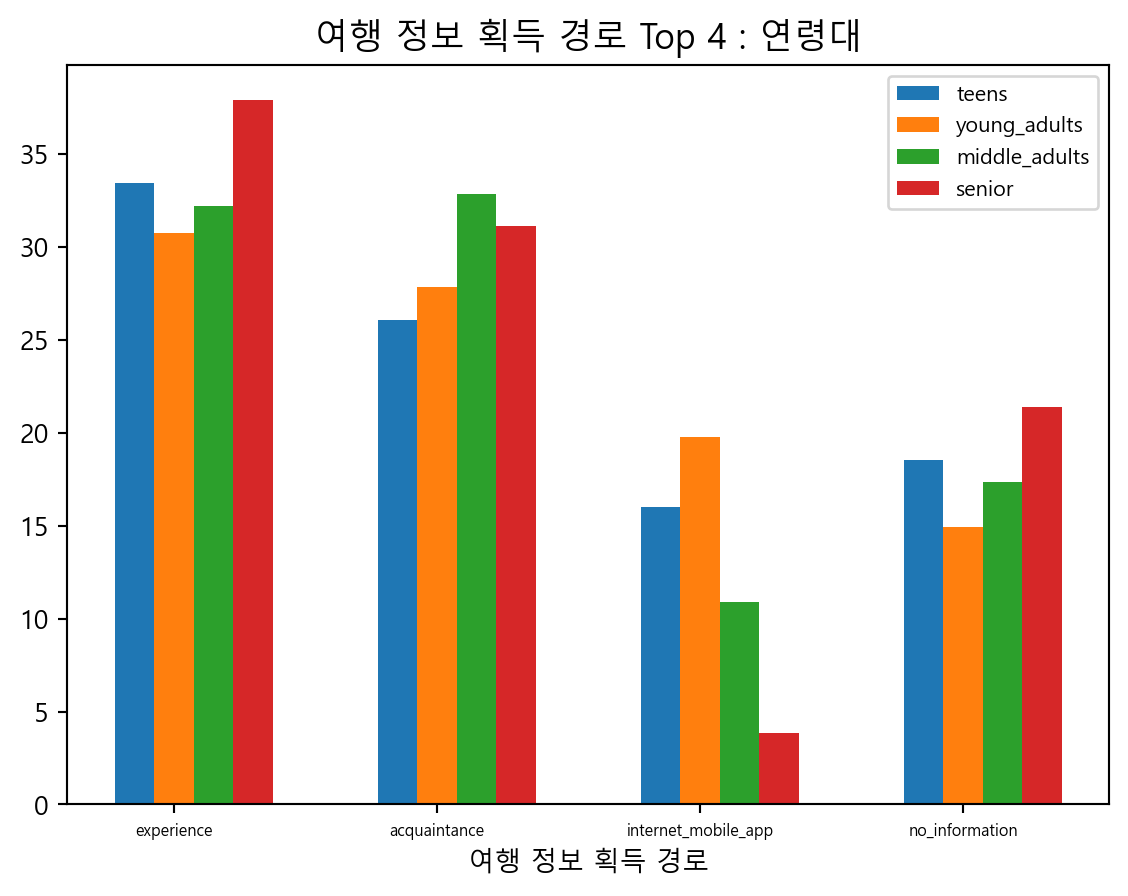 여행 정보 획득 경로 Top 4 : 연령대
teens
young_adults
middle_adults
senior
35
30
25
20
15
10
5
0
experience
acquaintance
internet_mobile_app
no_information
여행 정보 획득 경로